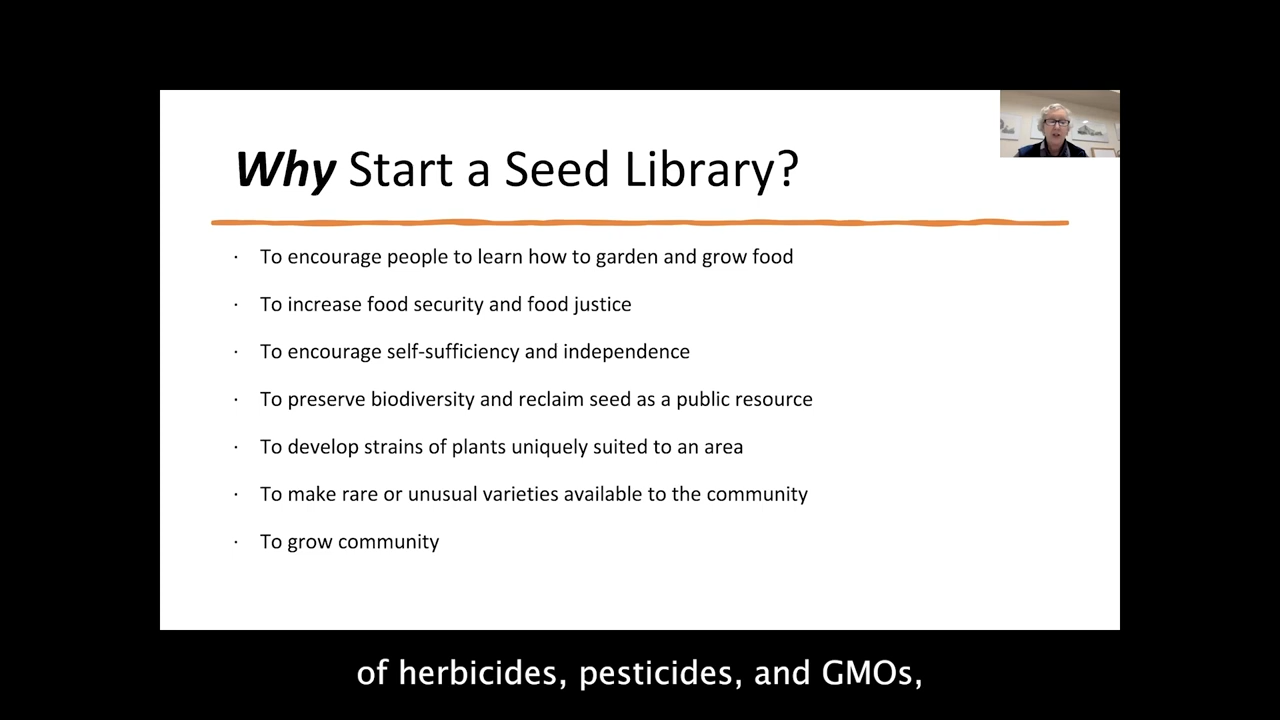 Why Start a Seed Library?
· To encourage people to learn how to garden and grow food
· To increase food security and food justice
· To encourage self-sufficiency and independence
· To preserve biodiversity and reclaim seed as a public resource
· To develop strains of plants uniquely suited to an area
· To make rare or unusual varieties available to the community
· To grow community
of herbicides, pesticides, and GMOs,